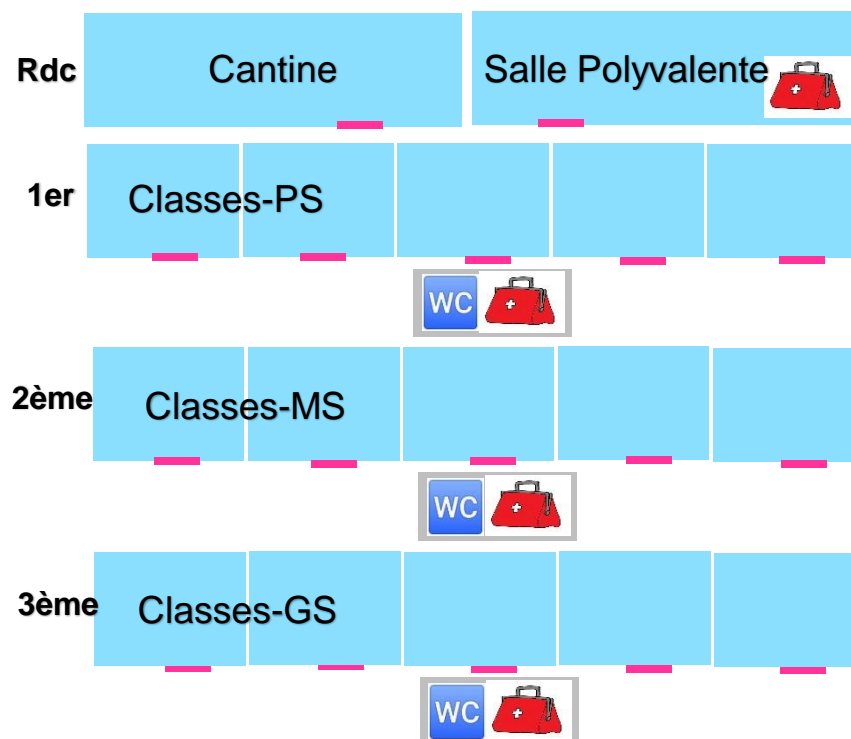 Rdc
Cantine
Salle Polyvalente
1er
Classes-PS
WC
2ème
Classes-MS
WC
3ème
Classes-GS
WC